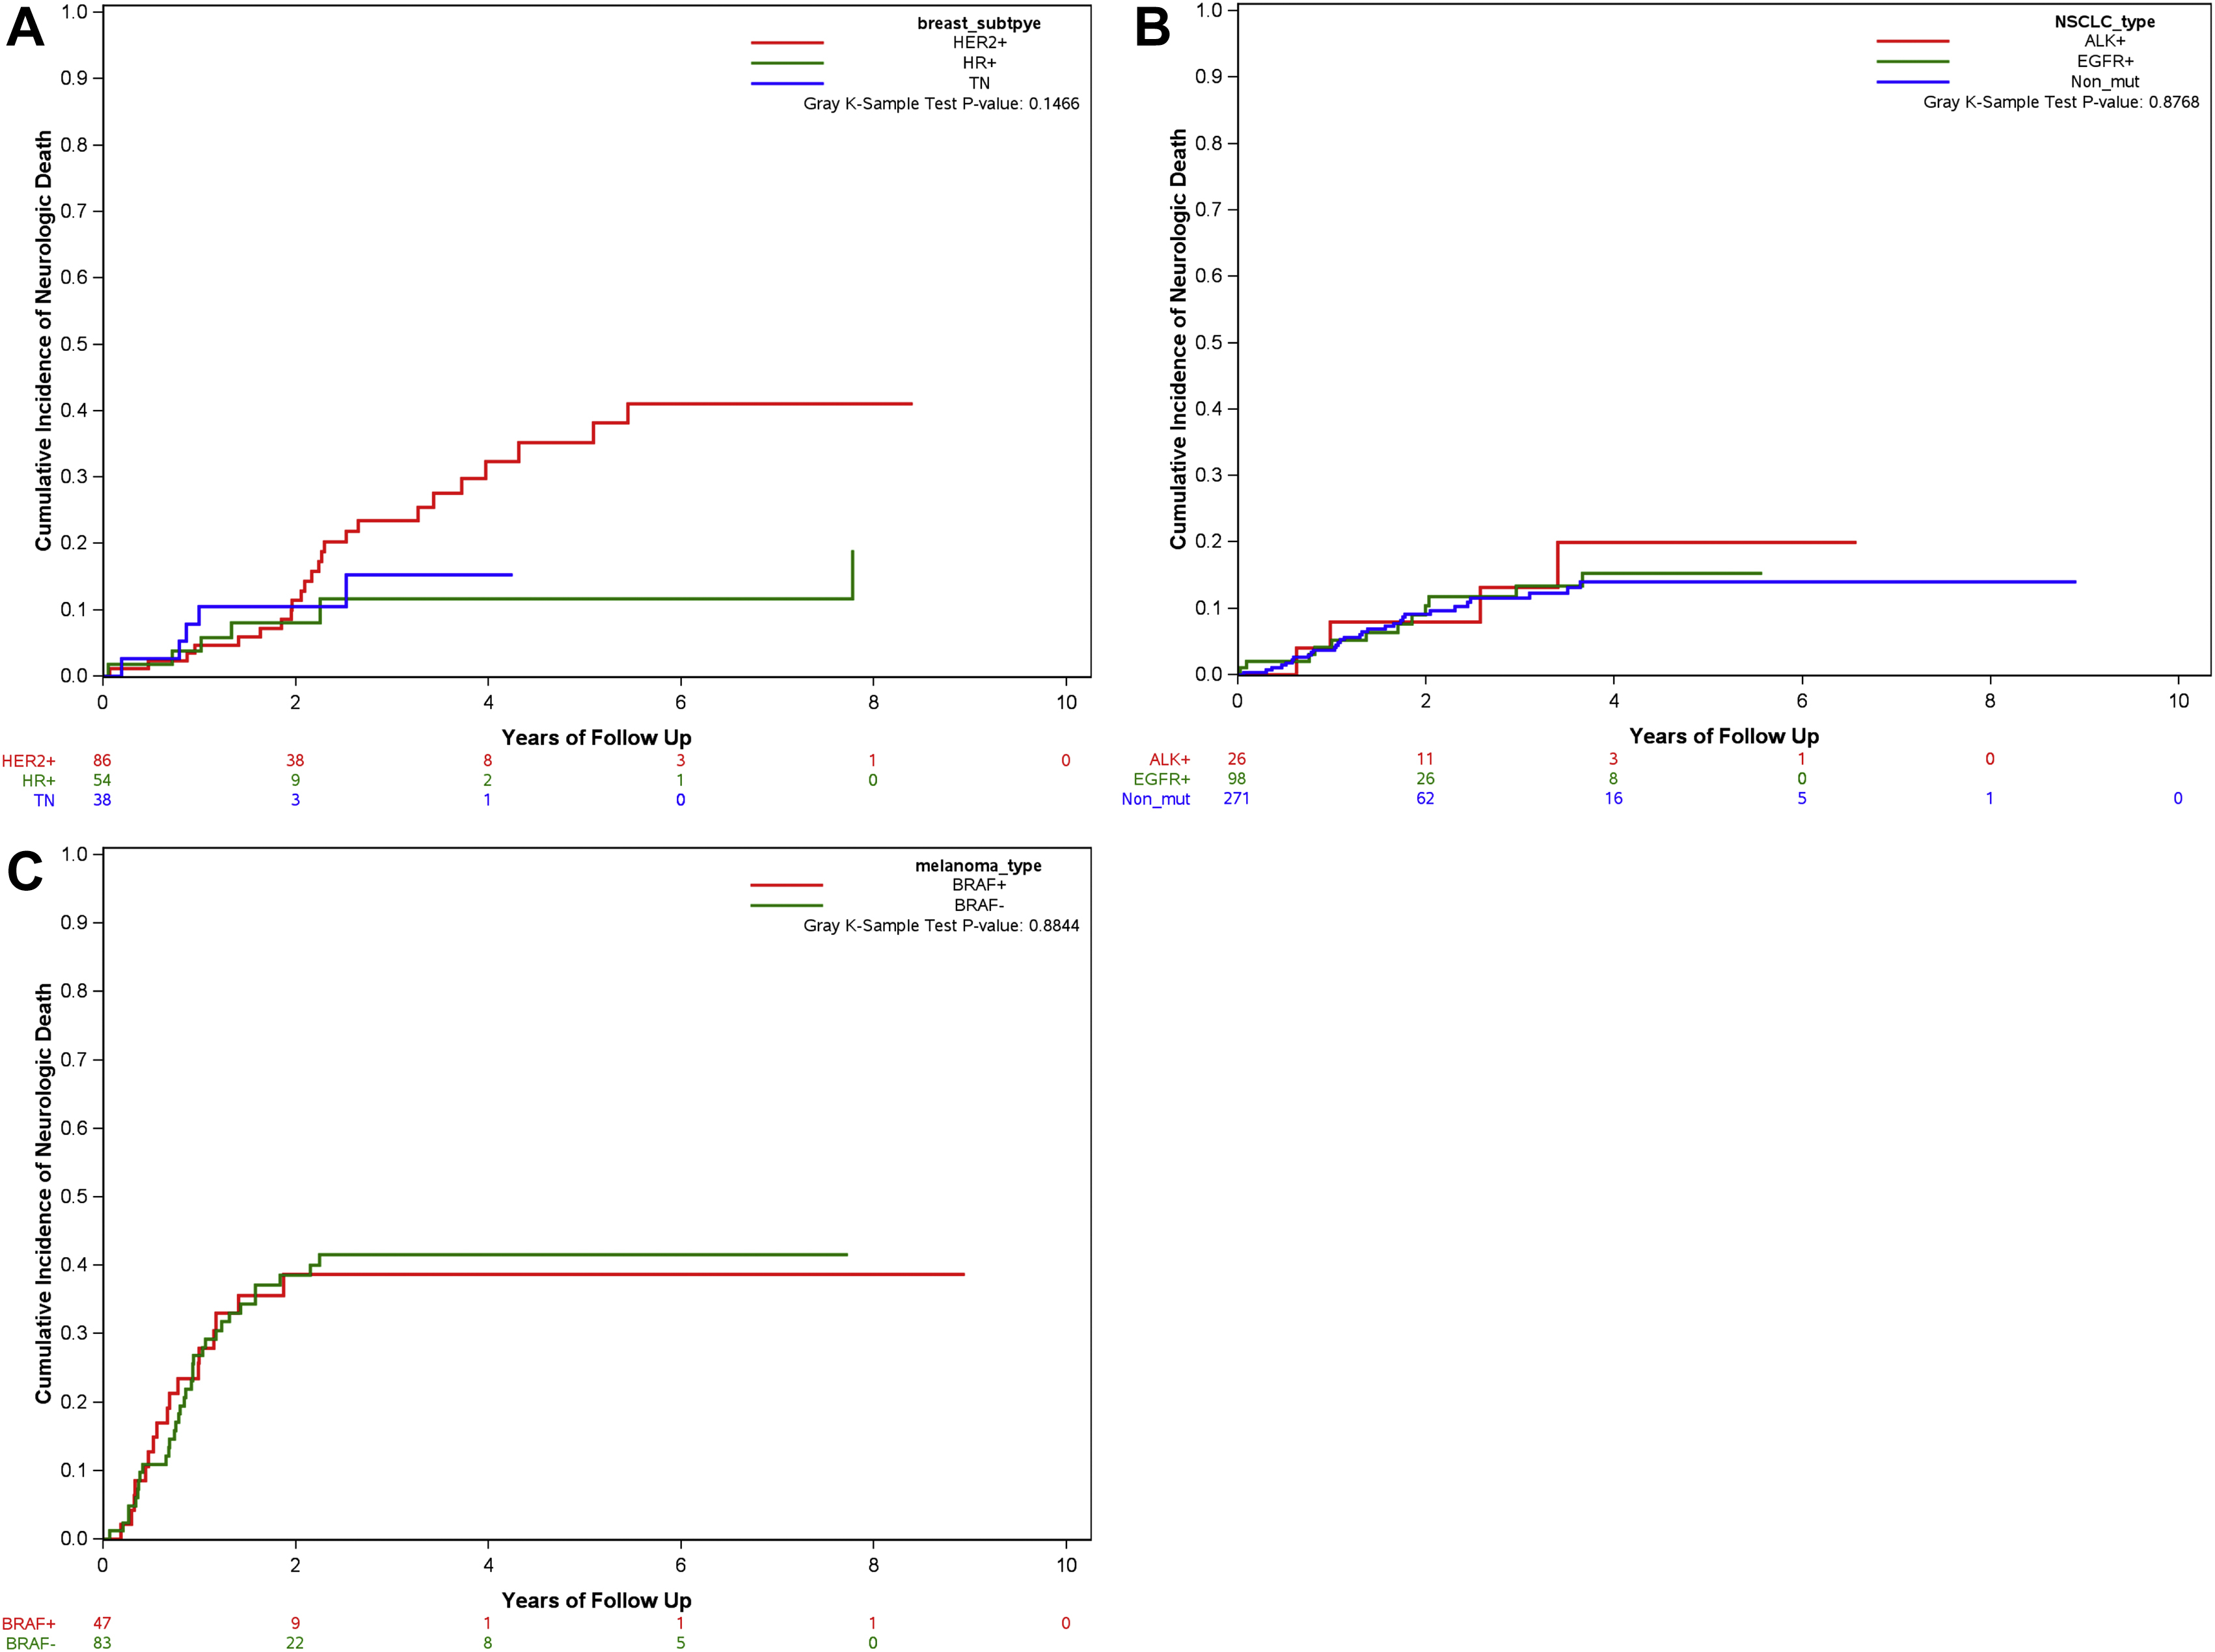 A
breast_subtpye
HER2+
HR+
TN
Gray K-Sample Test P-value: 0.1466
Cumulative Incidence of Neurologic Death
1.0
0.9
0.8
0.7
0.6
0.5
0.4
0.3
0.2
0.1
0.0
0 2 4 6 8 10
Years of Follow Up
HER2+ 86 38 8 3 1 0
HR+ 54 9 2 1 0
TN 38 3 1 0
B
NSCLC_type
ALK+
EGFR+
Non_mut
Gray K-Sample Test P-value: 0.8768
Cumulative Incidence of Neurologic Death
1.0
0.9
0.8
0.7
0.6
0.5
0.4
0.3
0.2
0.1
0.0
0 2 4 6 8 10
Years of Follow Up
ALK+ 26 11 3 1 0
EGFR+ 98 26 8 0
Non_mut 271 62 16 5 1 0
C
melanoma_type
BRAF+
BRAF-
Gray K-Sample Test P-value: 0.8844
Cumulative Incidence of Neurologic Death
1.0
0.9
0.8
0.7
0.6
0.5
0.4
0.3
0.2
0.1
0.0
0 2 4 6 8 10
Years of Follow Up
BRAF+ 47 9 1 1 1 0
BRAF- 83 22 8 5 0